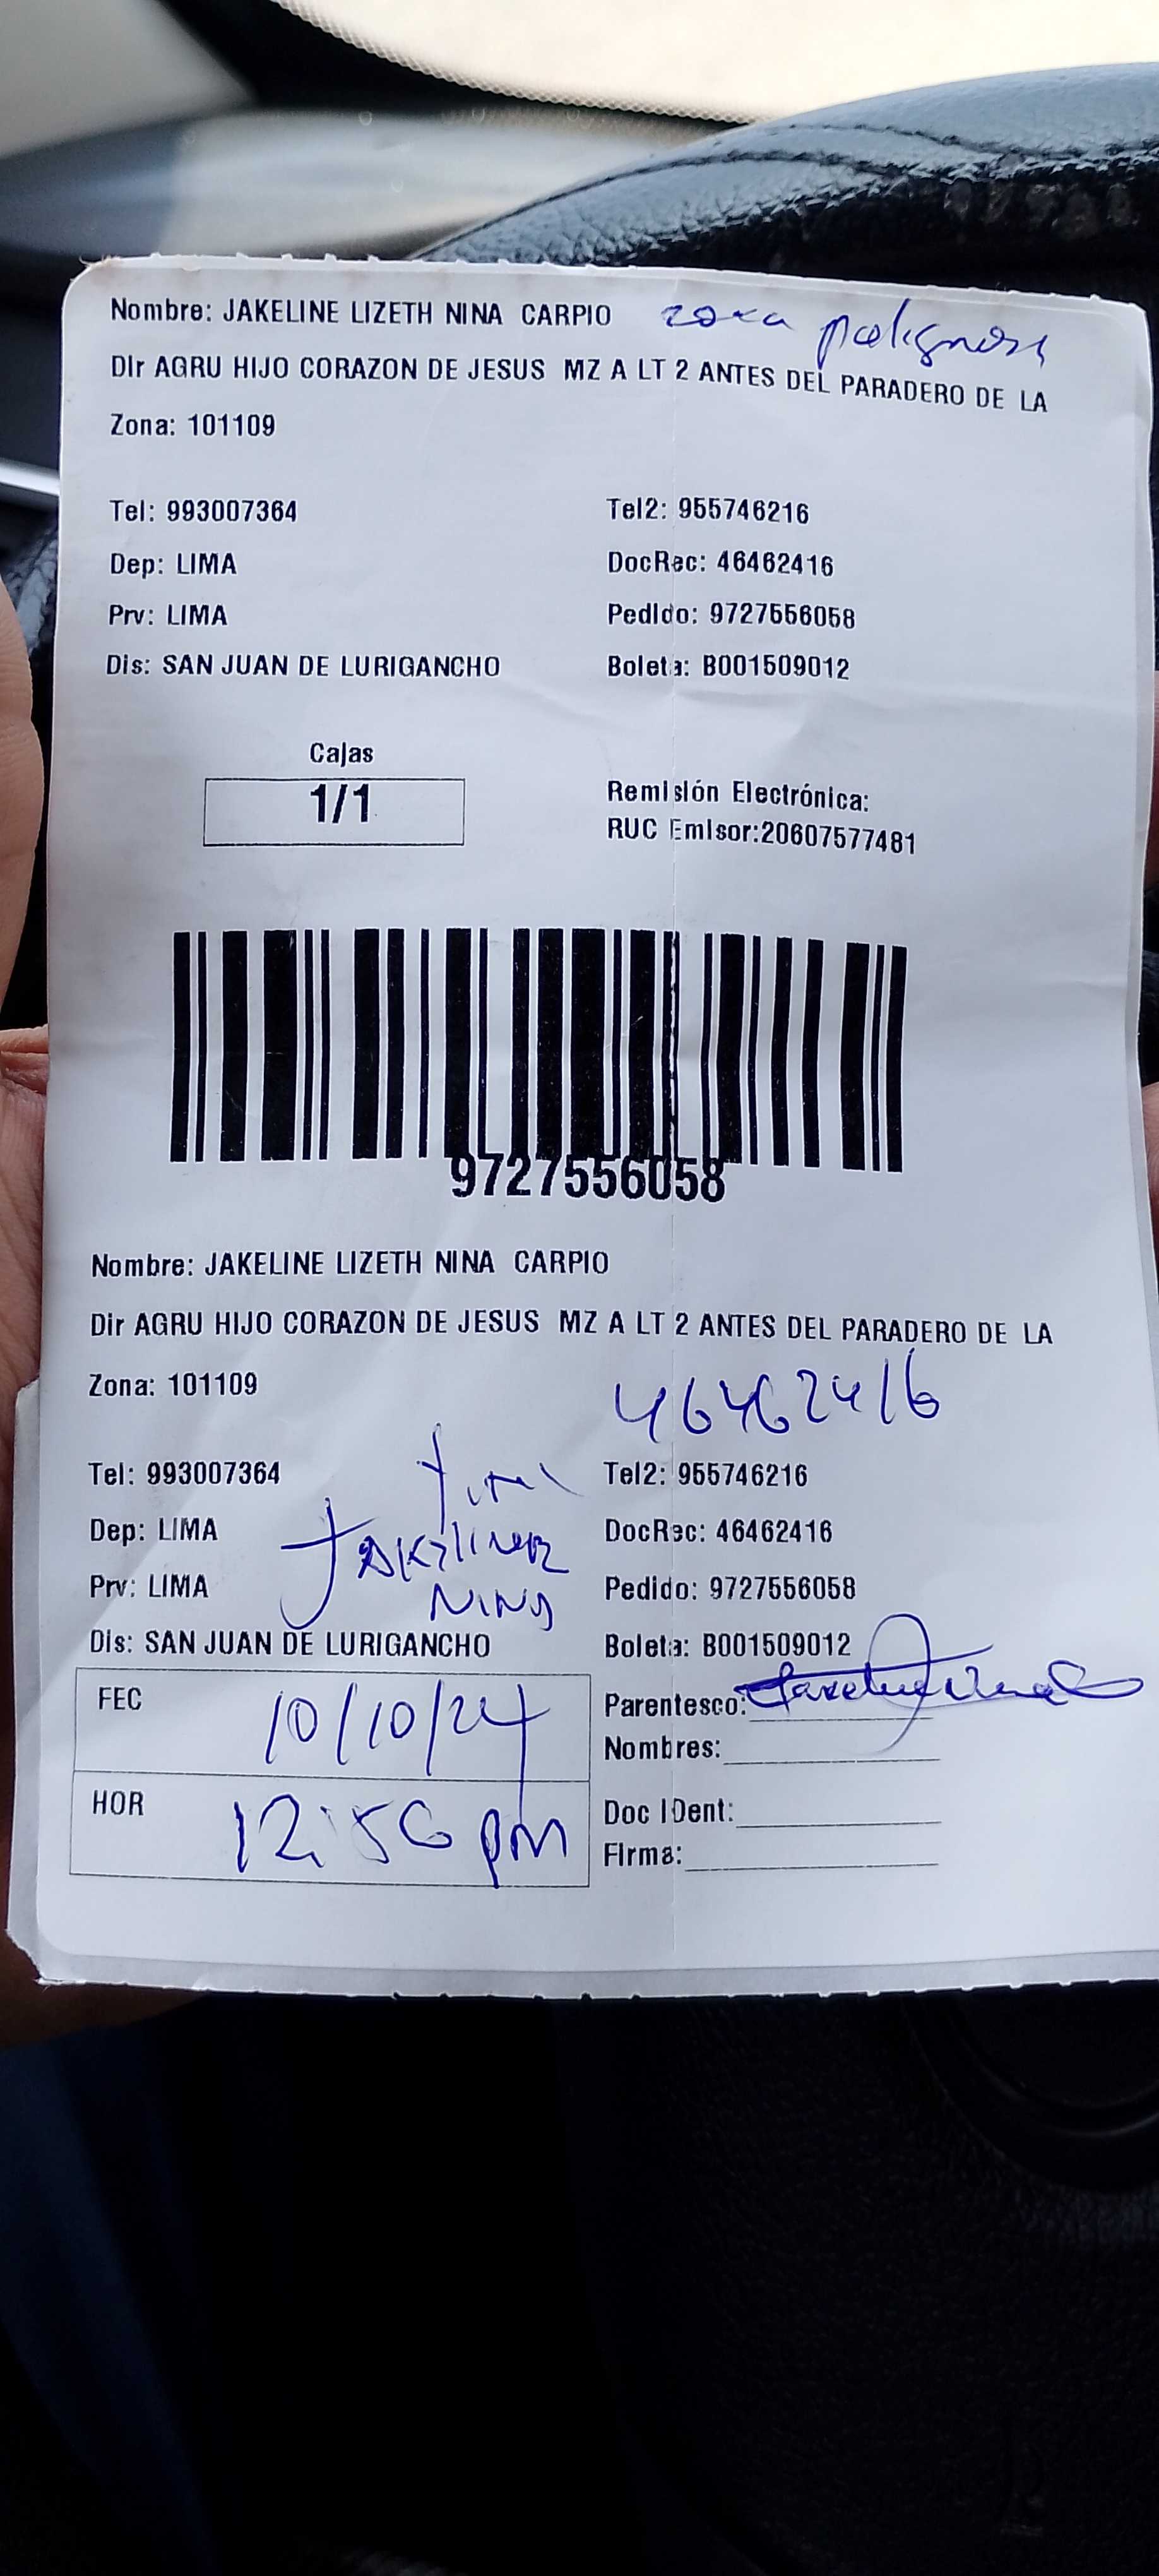 Nombre: JAKELINE LIZETH NINA CARPIO zona peligrosa
Dir AGRU HIJO CORAZON DE JESUS MZ A LT 2 ANTES DEL PARADERO DE LA
Zona: 101109
Tel: 993007364 Tel2: 955746216
Dep: LIMA DocRec: 46462416
Prv: LIMA Pedido: 9727556058
Dis: SAN JUAN DE LURIGANCHO Boleta: B001509012
Cajas
1/1
Remisión Electrónica:
RUC Emisor:20607577481
9727556058
Nombre: JAKELINE LIZETH NINA CARPIO
Dir AGRU HIJO CORAZON DE JESUS MZ A LT 2 ANTES DEL PARADERO DE LA
Zona: 101109
46462416
Tel: 993007364 Tel2: 955746216
Dep: LIMA DocRec: 46462416
JAKELINE
Prv: LIMA Pedido: 9727556058
NINA
Dis: SAN JUAN DE LURIGANCHO Boleta: B001509012
FEC 10/10/24 Parentesco:
Nombres:
HOR 12:56 pm Doc IDent:
Firma: